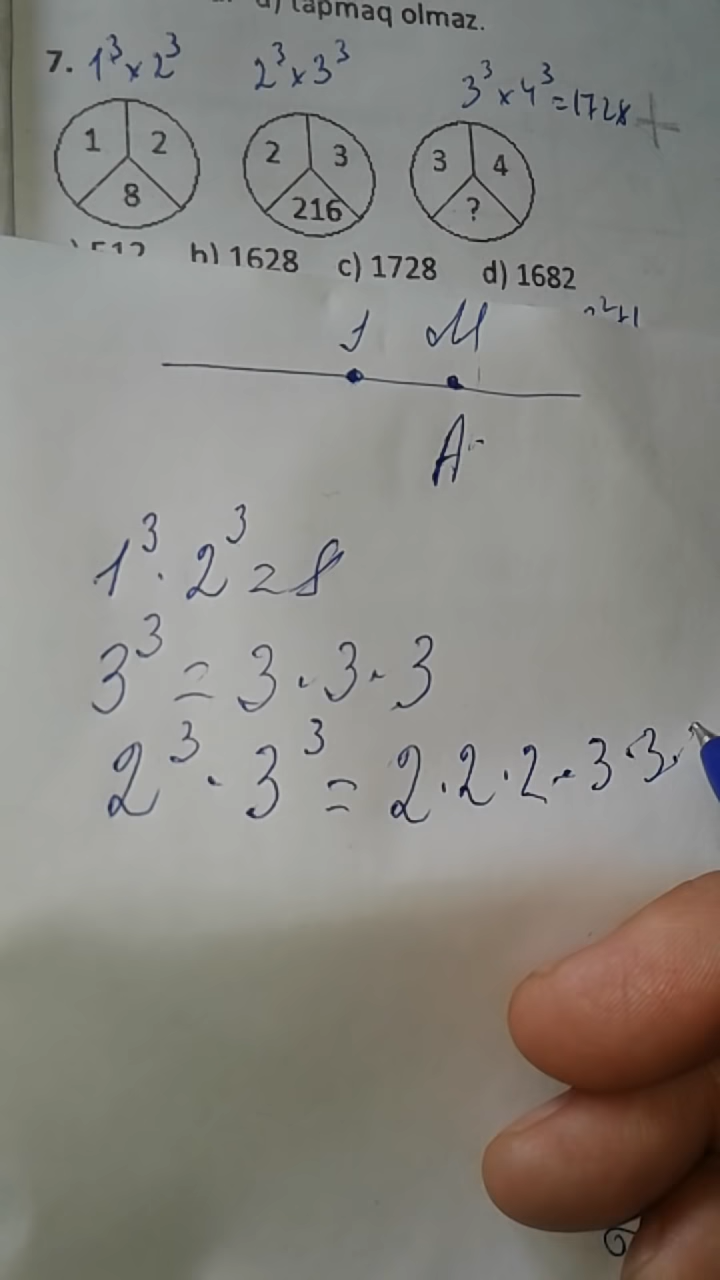 tapmaq olmaz.
7. 1³ × 2³ 2³ × 3³ 3³ × 4³ = 1728 +
1 2 2 3 3 4
8 216 ?
h) 1628 c) 1728 d) 1682
M
A
1³ · 2³ = 8
3³ = 3 · 3 · 3
2³ · 3³ = 2 · 2 · 2 · 3 · 3 ·